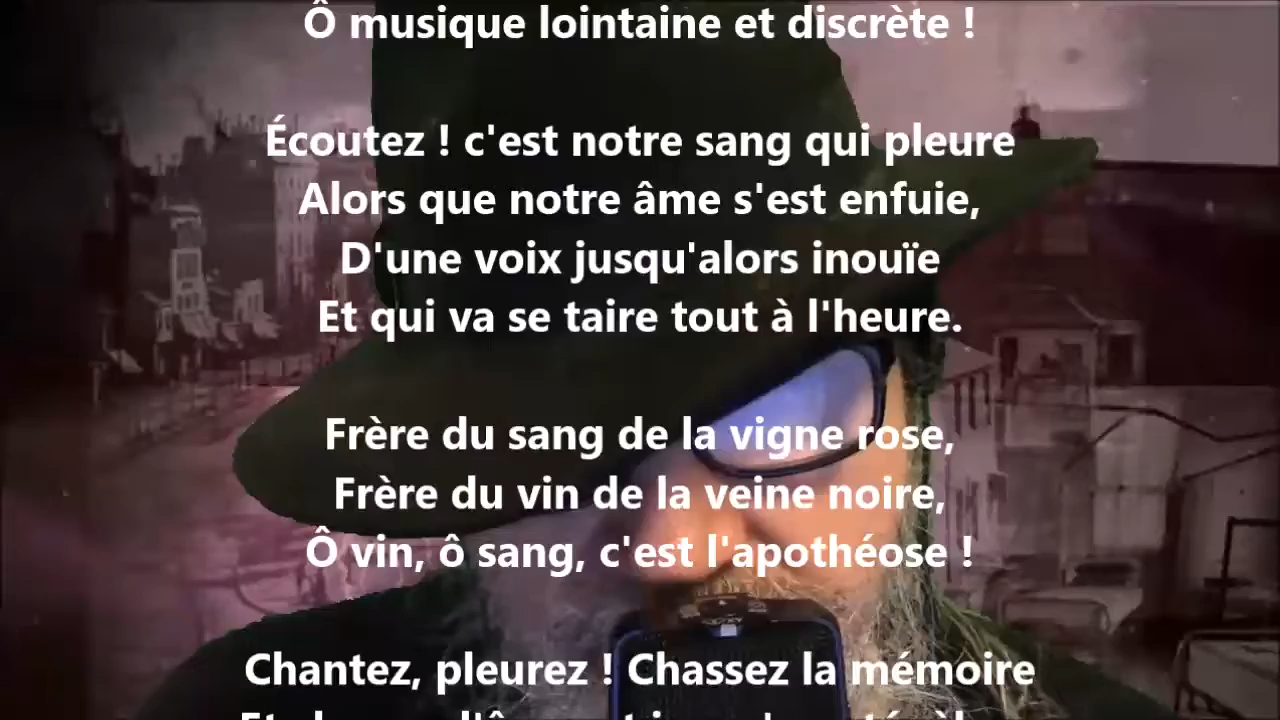 Ô musique lointaine et discrète !
Écoutez ! c'est notre sang qui pleure
Alors que notre âme s'est enfuie,
D'une voix jusqu'alors inouïe
Et qui va se taire tout à l'heure.
Frère du sang de la vigne rose,
Frère du vin de la veine noire,
Ô vin, ô sang, c'est l'apothéose !
Chantez, pleurez ! Chassez la mémoire